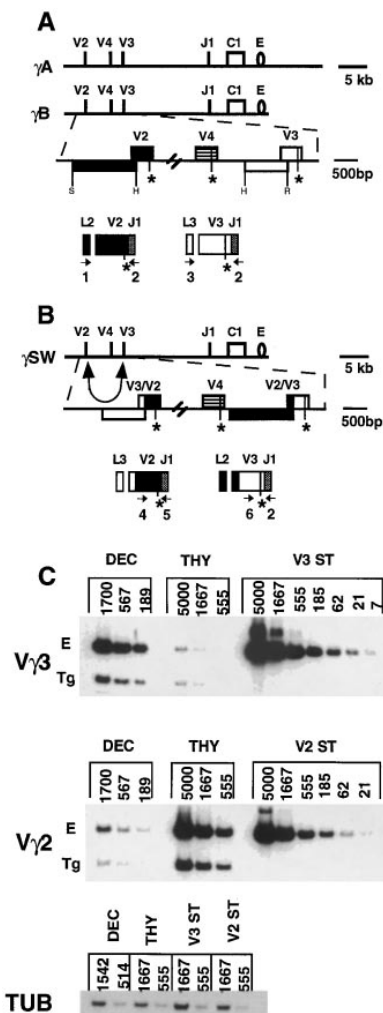 A
V2 V4 V3 J1 C1 E
γA
5 kb
V2 V4 V3 J1 C1 E
γB
V2 V4 V3
500bp
* * *
S H H R
L2 V2 J1 L3 V3 J1
1 * 2 3 * 2
B
V2 V4 V3 J1 C1 E
γSW
5 kb
V3/V2 V4 V2/V3
500bp
* * *
L3 V2 J1 L2 V3 J1
4 * 5 6 * 2
C
DEC THY V3 ST
1700 567 189 5000 1667 555 5000 1667 555 185 62 21 7
E
Vγ3
Tg
DEC THY V2 ST
1700 567 189 5000 1667 555 5000 1667 555 185 62 21
E
Vγ2
Tg
DEC THY V3 ST V2 ST
1542 514 1667 555 1667 555 1667 555
TUB